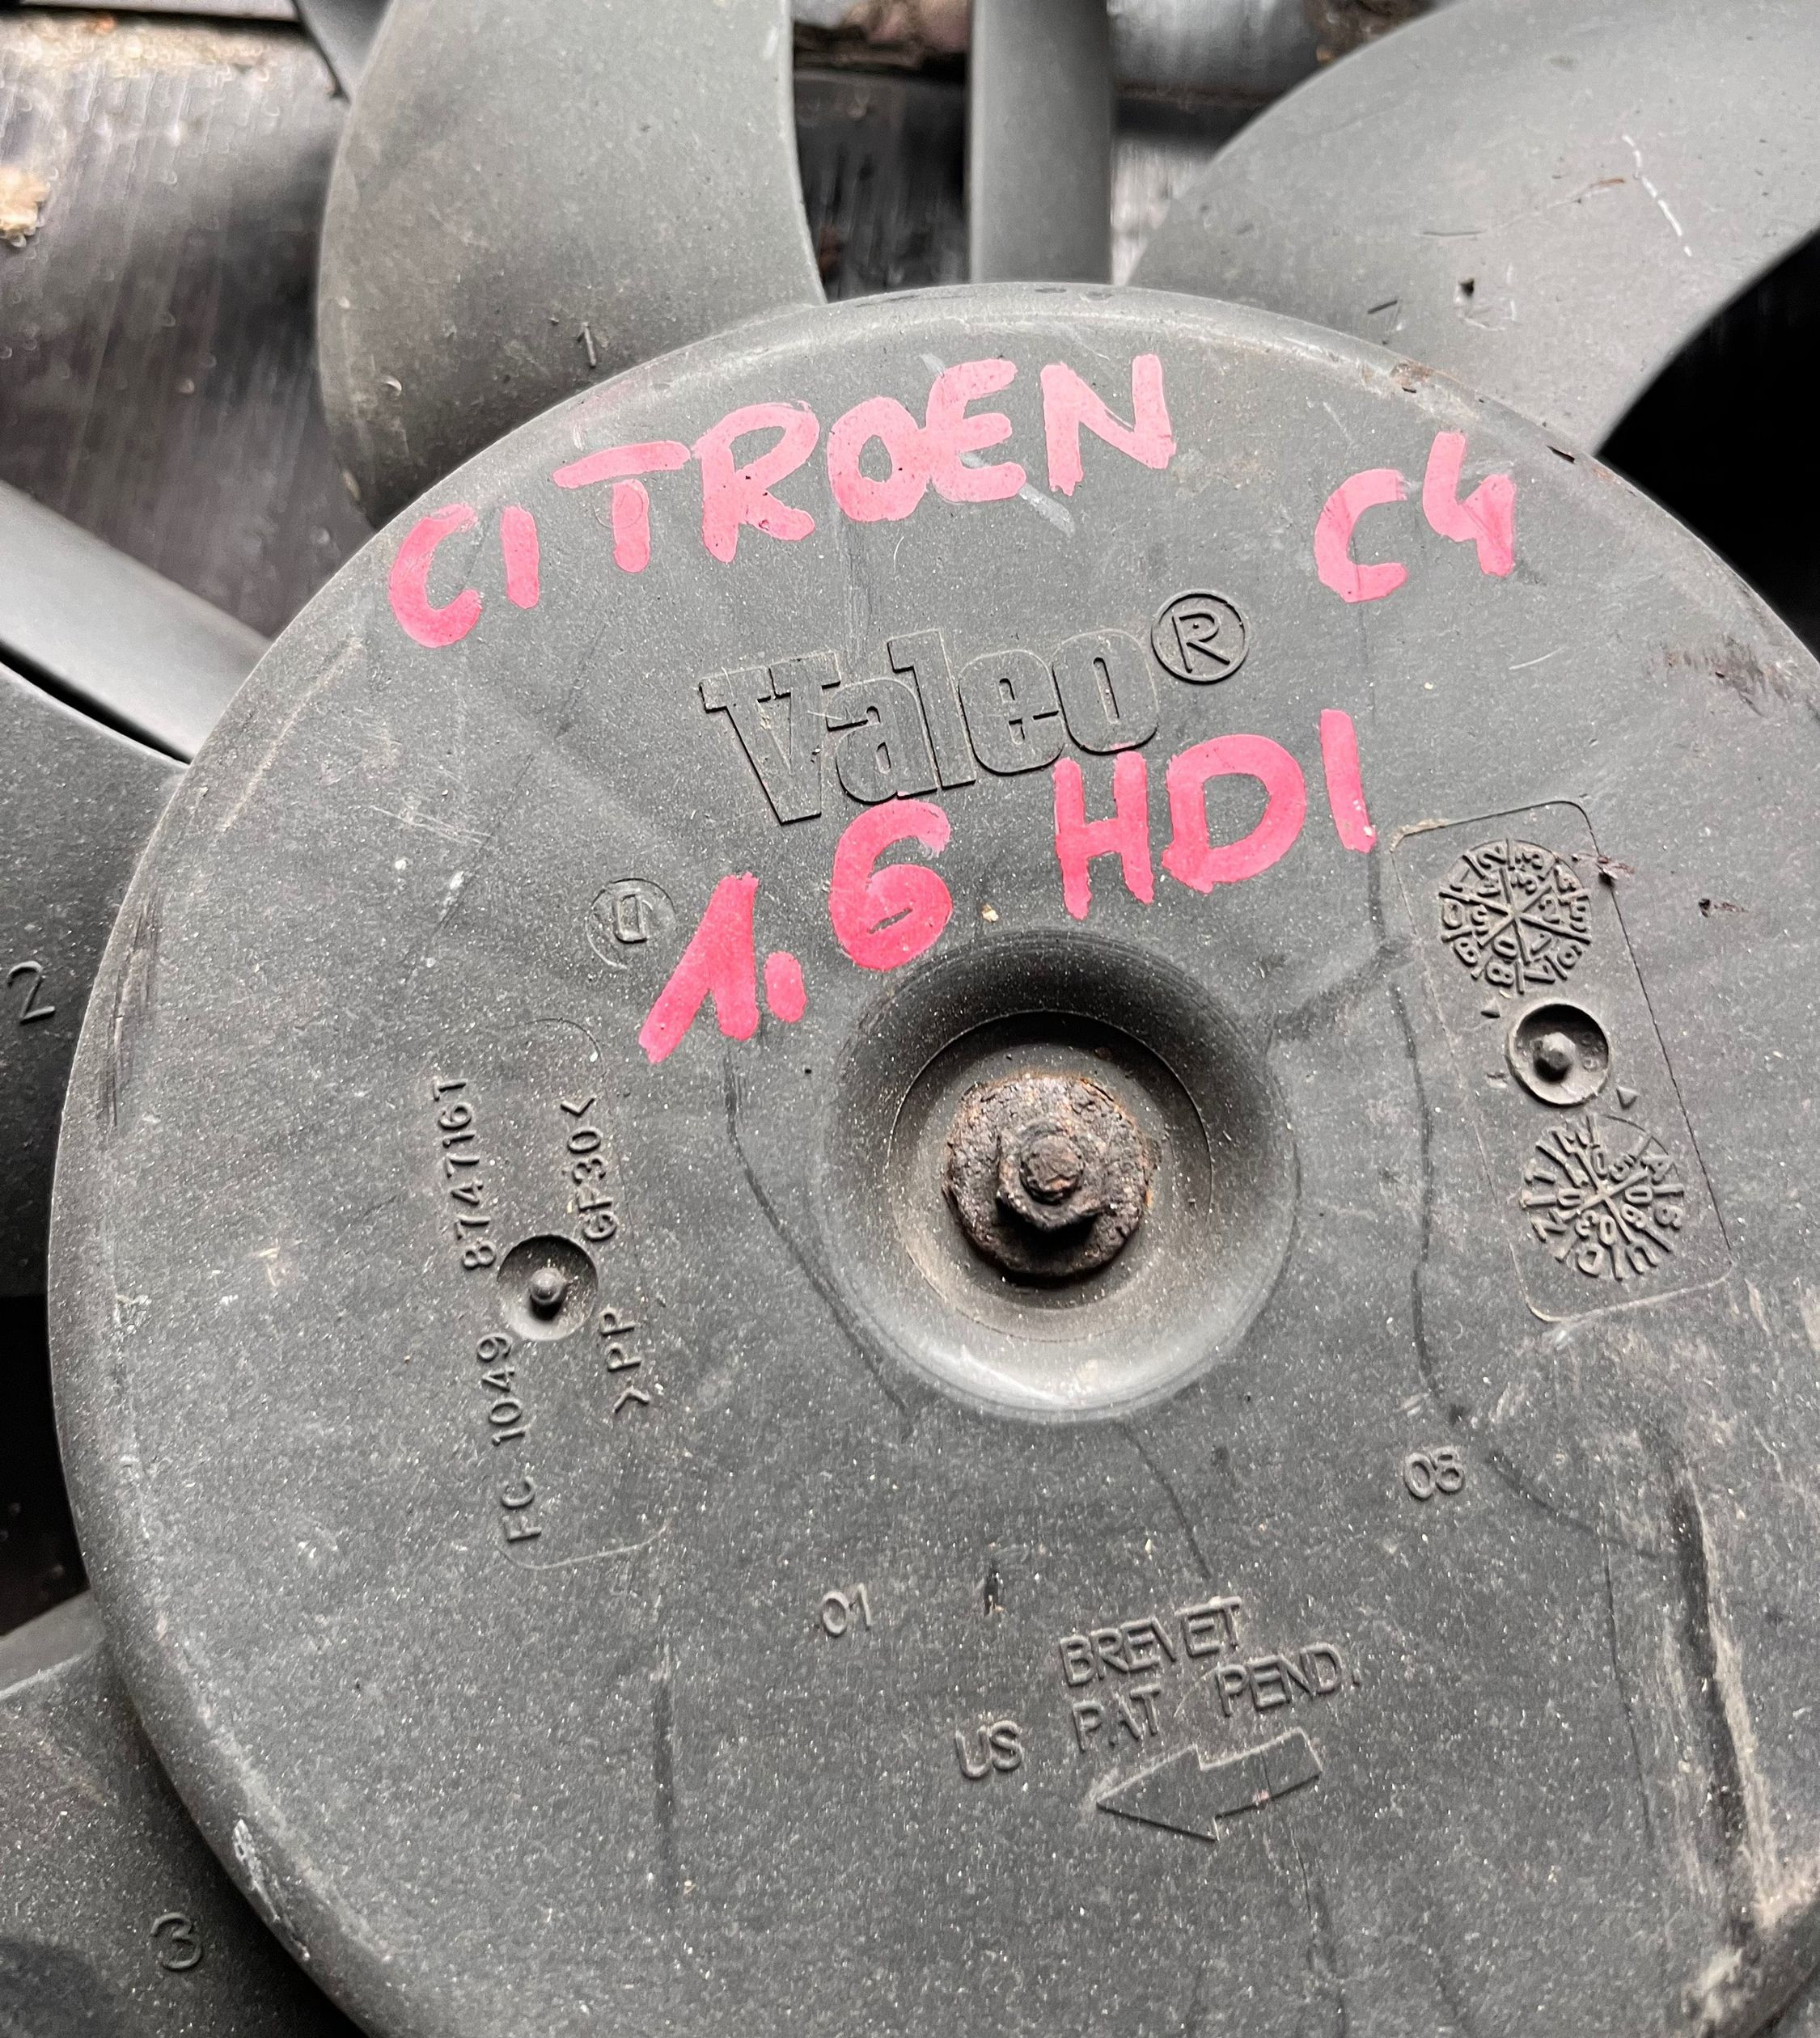 1
CITROEN C4
Valeo®
1.6 HDI
D
2
FC 1049 8747161
>PP GF30<
08
01
BREVET
US PAT PEND.
3